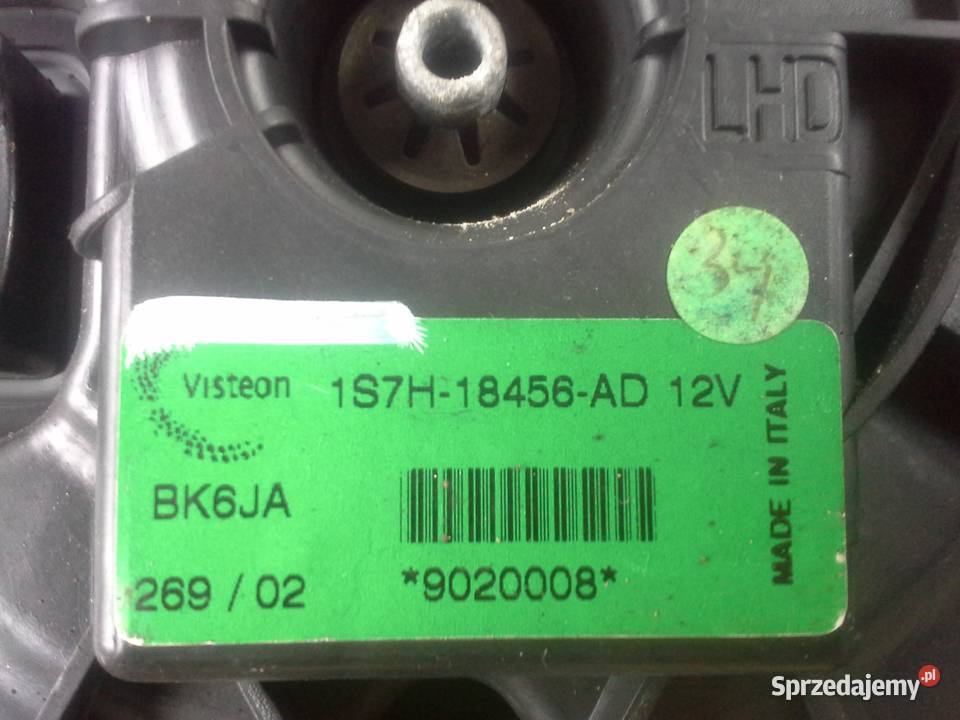 LHD
34
Visteon 1S7H-18456-AD 12V
MADE IN ITALY
BK6JA
269 / 02 *9020008*
Sprzedajemy.pl